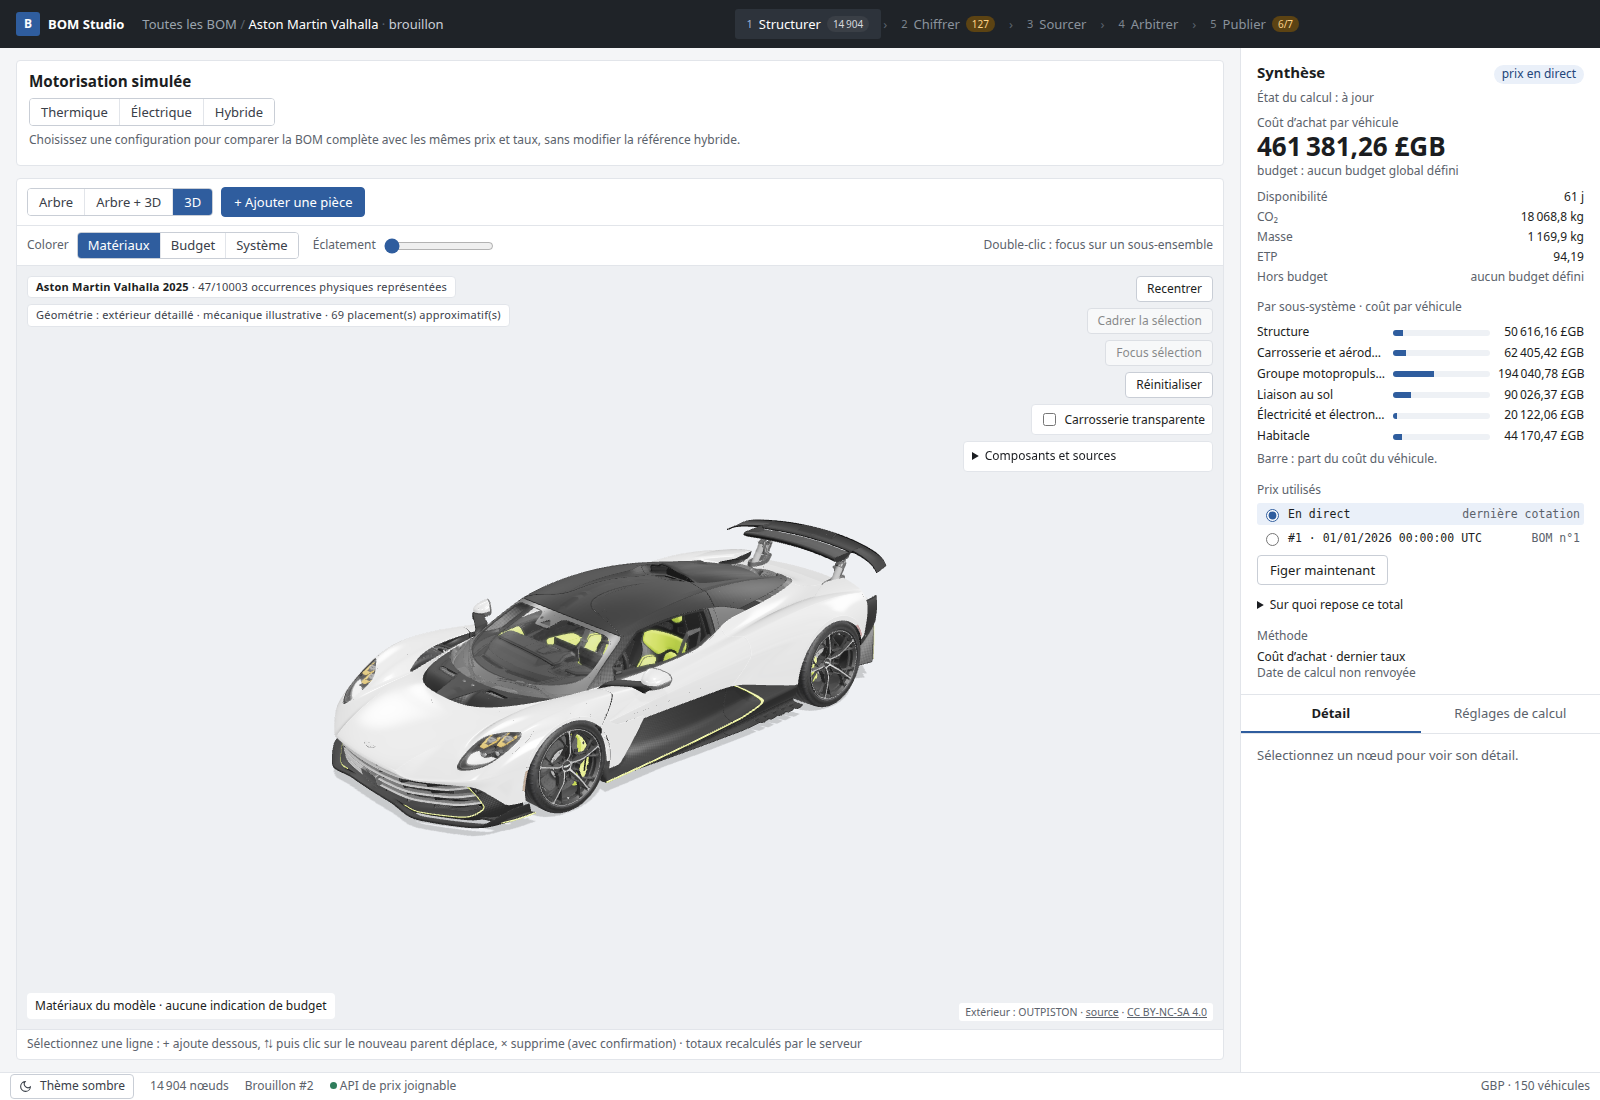 B BOM Studio Toutes les BOM / Aston Martin Valhalla · brouillon 1 Structurer 14 904 › 2 Chiffrer 127 › 3 Sourcer › 4 Arbitrer › 5 Publier 6/7
Motorisation simulée
Thermique Électrique Hybride
Choisissez une configuration pour comparer la BOM complète avec les mêmes prix et taux, sans modifier la référence hybride.
Arbre Arbre + 3D 3D + Ajouter une pièce
Colorer Matériaux Budget Système Éclatement Double-clic : focus sur un sous-ensemble
Aston Martin Valhalla 2025 · 47/10003 occurrences physiques représentées
Géométrie : extérieur détaillé · mécanique illustrative · 69 placement(s) approximatif(s)
Recentrer
Cadrer la sélection
Focus sélection
Réinitialiser
Carrosserie transparente
Composants et sources
Matériaux du modèle · aucune indication de budget
Extérieur : OUTPISTON · source · CC BY-NC-SA 4.0
Sélectionnez une ligne : + ajoute dessous, ⇅ puis clic sur le nouveau parent déplace, × supprime (avec confirmation) · totaux recalculés par le serveur
Synthèse prix en direct
État du calcul : à jour
Coût d’achat par véhicule
461 381,26 £GB
budget : aucun budget global défini
Disponibilité 61 j
CO₂ 18 068,8 kg
Masse 1 169,9 kg
ETP 94,19
Hors budget aucun budget défini
Par sous-système · coût par véhicule
Structure 50 616,16 £GB
Carrosserie et aérod… 62 405,42 £GB
Groupe motopropuls… 194 040,78 £GB
Liaison au sol 90 026,37 £GB
Électricité et électron… 20 122,06 £GB
Habitacle 44 170,47 £GB
Barre : part du coût du véhicule.
Prix utilisés
En direct dernière cotation
#1 · 01/01/2026 00:00:00 UTC BOM n°1
Figer maintenant
Sur quoi repose ce total
Méthode
Coût d’achat · dernier taux
Date de calcul non renvoyée
Détail Réglages de calcul
Sélectionnez un nœud pour voir son détail.
Thème sombre 14 904 nœuds Brouillon #2 API de prix joignable GBP · 150 véhicules